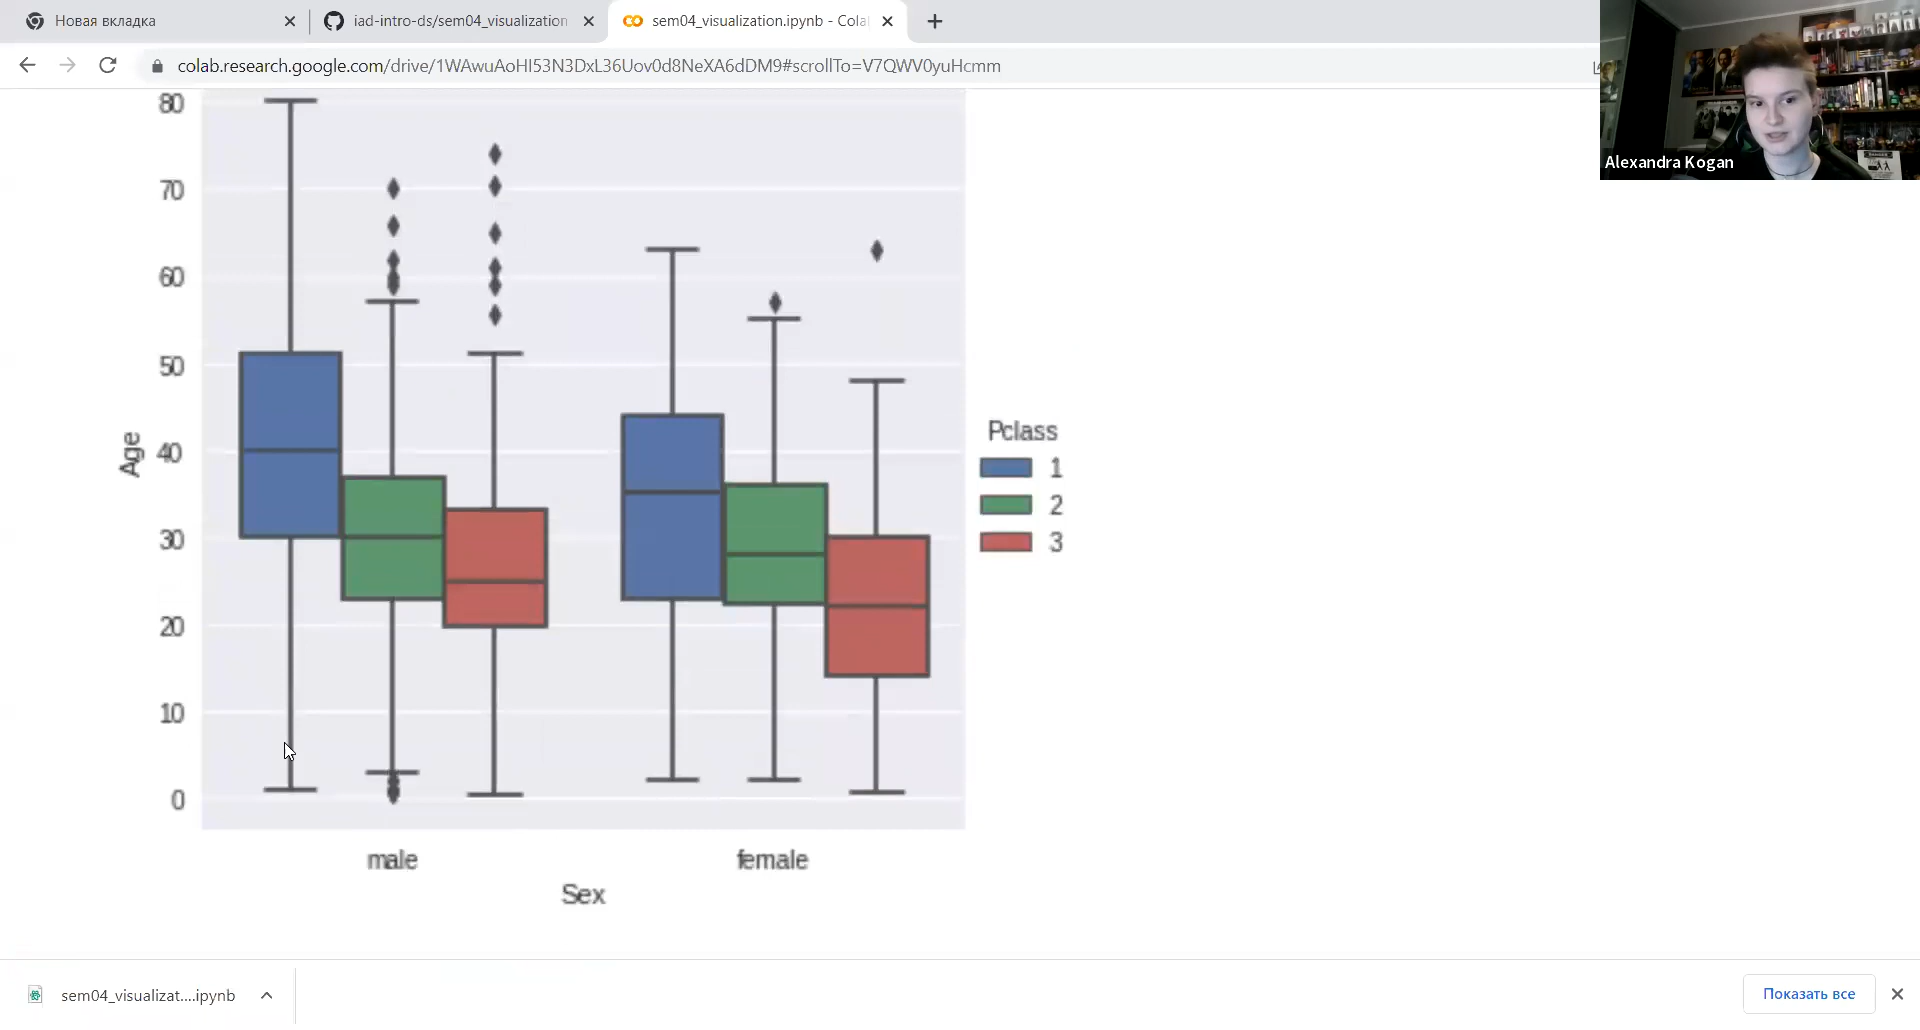 Новая вкладка
iad-intro-ds/sem04_visualization
sem04_visualization.ipynb - Cola
colab.research.google.com/drive/1WAwuAoHI53N3DxL36Uov0d8NeXA6dDM9#scrollTo=V7QWV0yuHcmm
Alexandra Kogan
80
70
60
50
40
30
20
10
0
Age
Pclass
1
2
3
male
female
Sex
sem04_visualizat....ipynb
Показать все